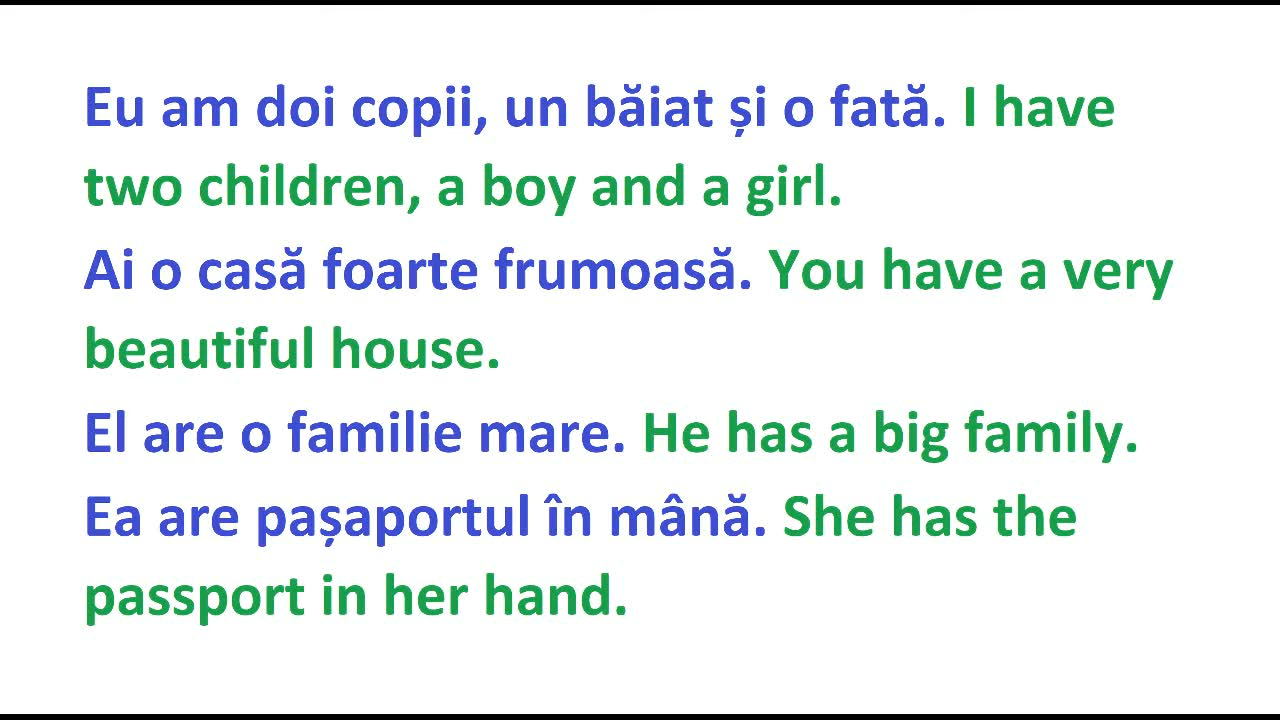 Eu am doi copii, un băiat și o fată. I have
two children, a boy and a girl.
Ai o casă foarte frumoasă. You have a very
beautiful house.
El are o familie mare. He has a big family.
Ea are pașaportul în mână. She has the
passport in her hand.